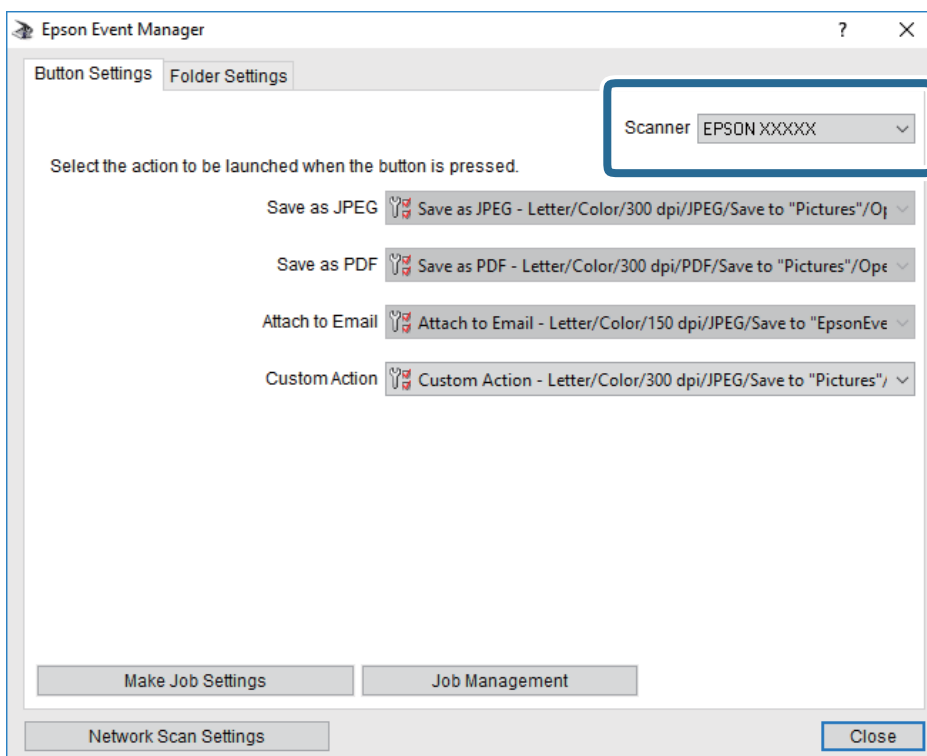 Epson Event Manager
Button Settings Folder Settings
Scanner EPSON XXXXX
Select the action to be launched when the button is pressed.
Save as JPEG Save as JPEG - Letter/Color/300 dpi/JPEG/Save to "Pictures"/Op
Save as PDF Save as PDF - Letter/Color/300 dpi/PDF/Save to "Pictures"/Ope
Attach to Email Attach to Email - Letter/Color/150 dpi/JPEG/Save to "EpsonEve
Custom Action Custom Action - Letter/Color/300 dpi/JPEG/Save to "Pictures"/
Make Job Settings Job Management
Network Scan Settings Close